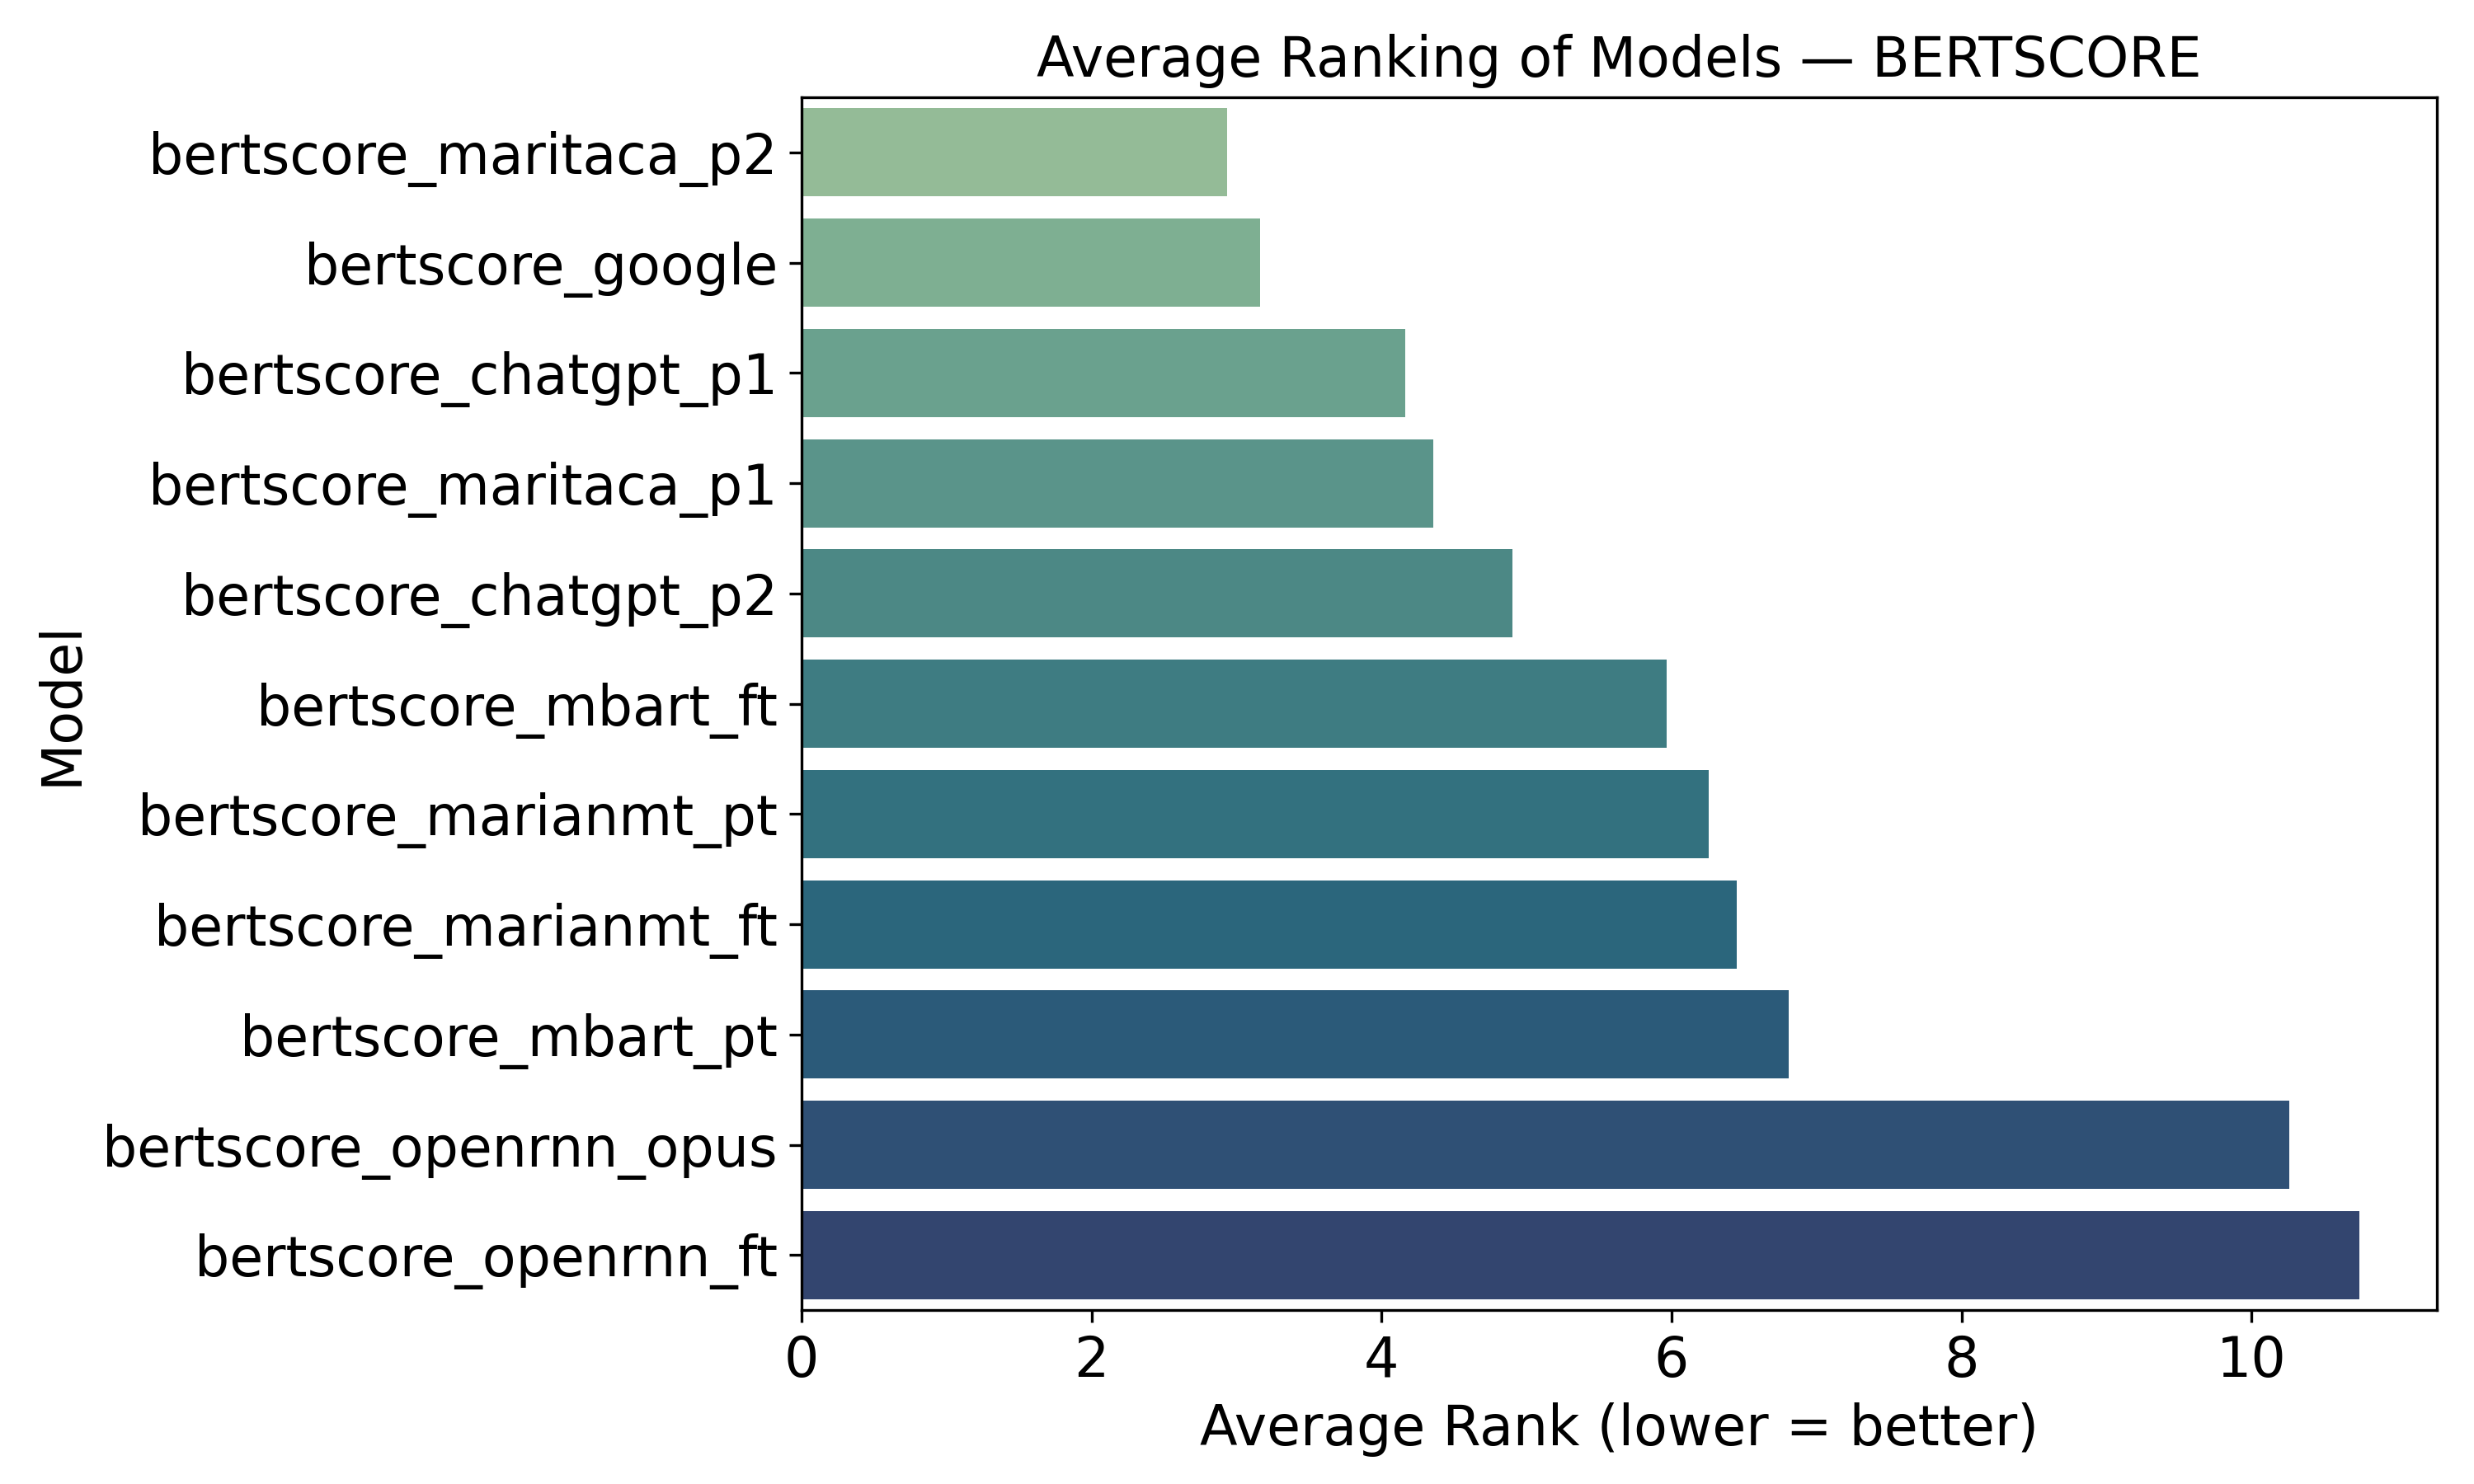 Average Ranking of Models — BERTSCORE
bertscore_maritaca_p2
bertscore_google
bertscore_chatgpt_p1
bertscore_maritaca_p1
bertscore_chatgpt_p2
bertscore_mbart_ft
bertscore_marianmt_pt
bertscore_marianmt_ft
bertscore_mbart_pt
bertscore_openrnn_opus
bertscore_openrnn_ft
Model
0 2 4 6 8 10
Average Rank (lower = better)